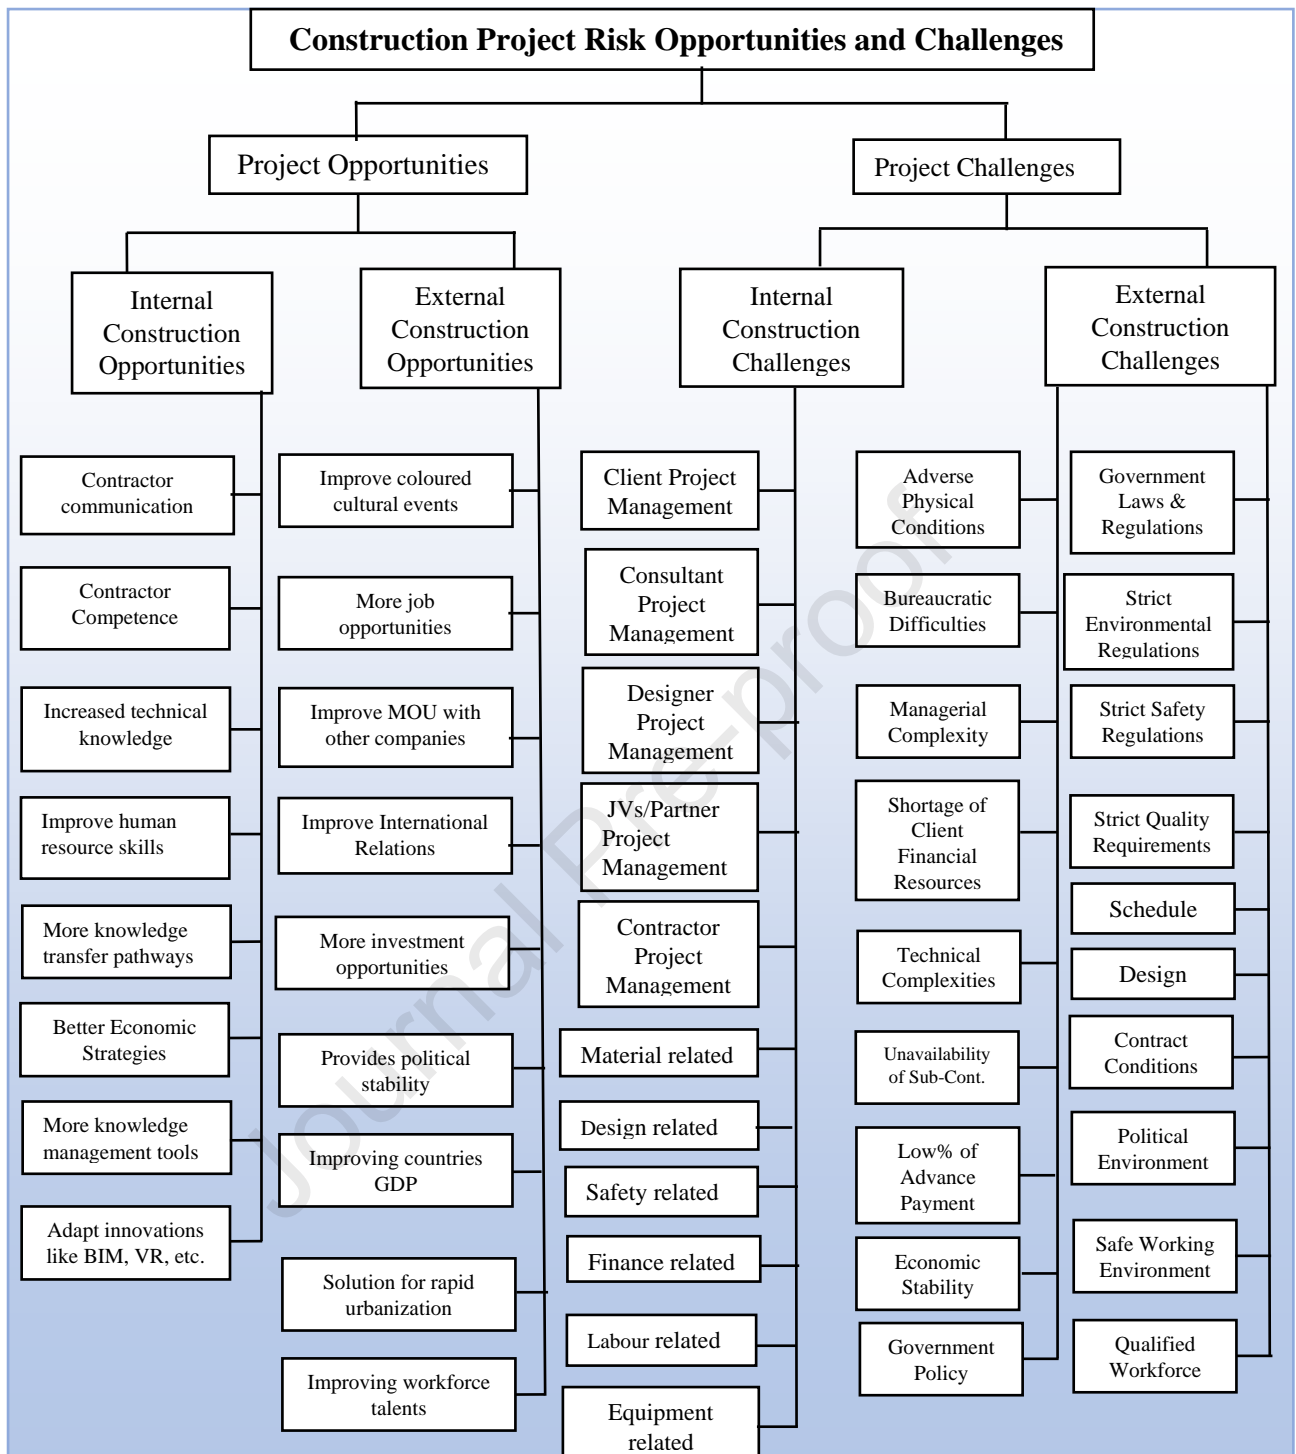 Construction Project Risk Opportunities and Challenges
Project Opportunities
Project Challenges
Internal
Construction
Opportunities
External
Construction
Opportunities
Internal
Construction
Challenges
External
Construction
Challenges
Contractor
communication
Contractor
Competence
Increased technical
knowledge
Improve human
resource skills
More knowledge
transfer pathways
Better Economic
Strategies
More knowledge
management tools
Adapt innovations
like BIM, VR, etc.
Improve coloured
cultural events
More job
opportunities
Improve MOU with
other companies
Improve International
Relations
More investment
opportunities
Provides political
stability
Improving countries
GDP
Solution for rapid
urbanization
Improving workforce
talents
Client Project
Management
Consultant
Project
Management
Designer
Project
Management
JVs/Partner
Project
Management
Contractor
Project
Management
Material related
Design related
Safety related
Finance related
Labour related
Equipment
related
Adverse
Physical
Conditions
Bureaucratic
Difficulties
Managerial
Complexity
Shortage of
Client
Financial
Resources
Technical
Complexities
Unavailability
of Sub-Cont.
Low% of
Advance
Payment
Economic
Stability
Government
Policy
Government
Laws &
Regulations
Strict
Environmental
Regulations
Strict Safety
Regulations
Strict Quality
Requirements
Schedule
Design
Contract
Conditions
Political
Environment
Safe Working
Environment
Qualified
Workforce
Journal Pre-proof